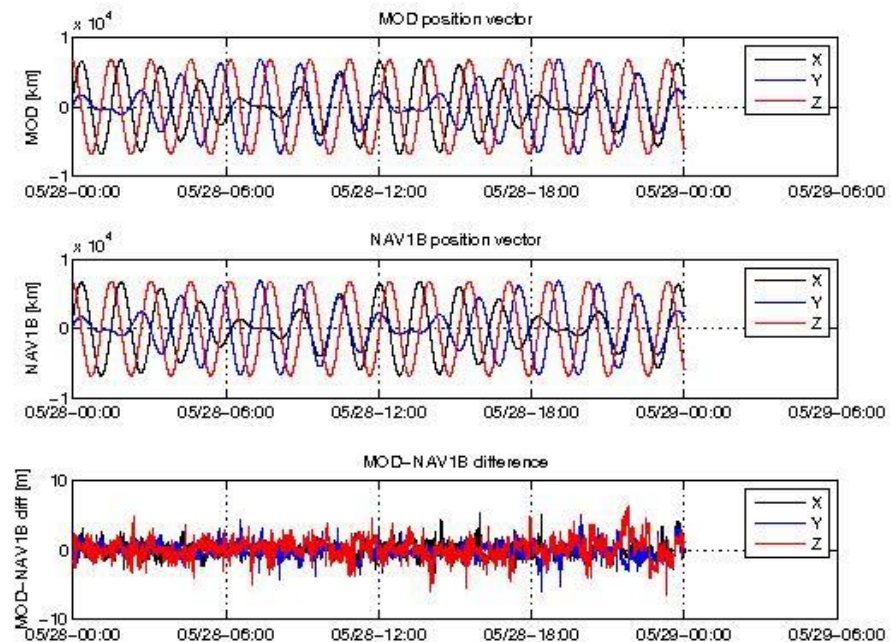 MOD position vector
x 10^4
1
0
−1
MOD [km]
X
Y
Z
05/28−00:00 05/28−06:00 05/28−12:00 05/28−18:00 05/29−00:00 05/29−06:00
NAV1B position vector
x 10^4
1
0
−1
NAV1B [km]
X
Y
Z
05/28−00:00 05/28−06:00 05/28−12:00 05/28−18:00 05/29−00:00 05/29−06:00
MOD−NAV1B difference
10
0
−10
MOD−NAV1B diff [m]
X
Y
Z
05/28−00:00 05/28−06:00 05/28−12:00 05/28−18:00 05/29−00:00 05/29−06:00